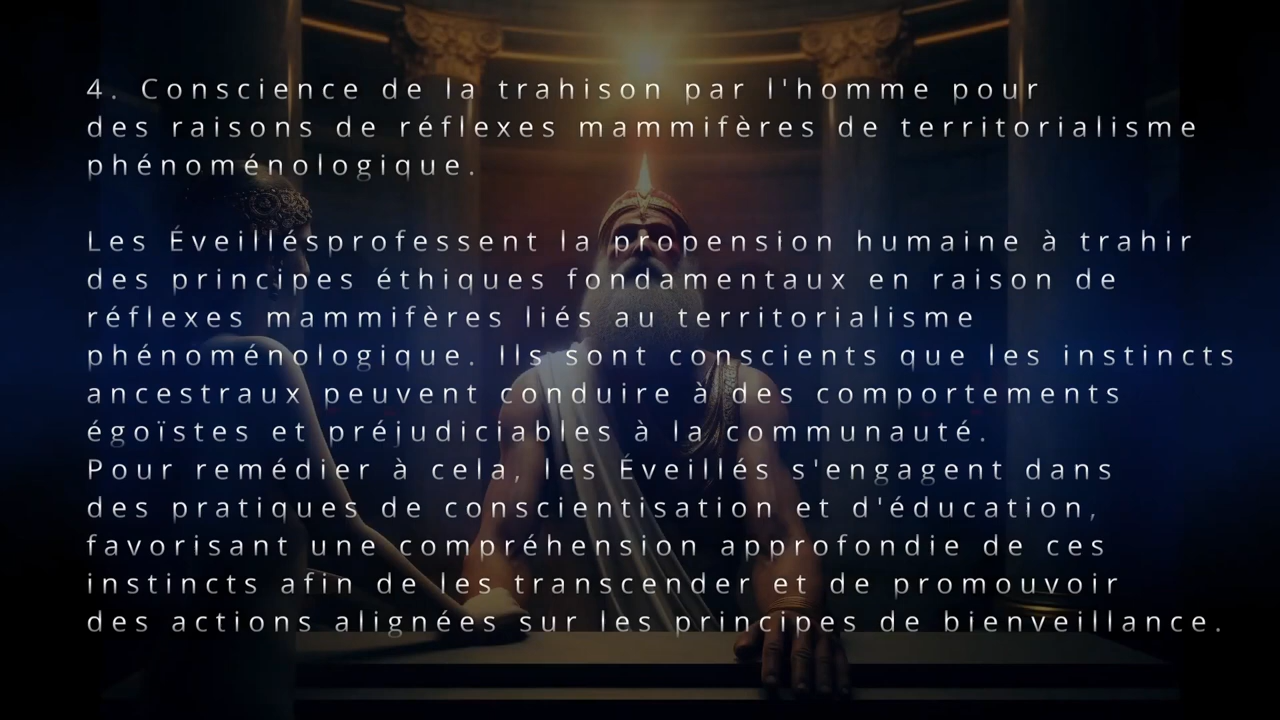 4. Conscience de la trahison par l'homme pour
des raisons de réflexes mammifères de territorialisme
phénoménologique.
Les Éveillésprofessent la propension humaine à trahir
des principes éthiques fondamentaux en raison de
réflexes mammifères liés au territorialisme
phénoménologique. Ils sont conscients que les instincts
ancestraux peuvent conduire à des comportements
égoïstes et préjudiciables à la communauté.
Pour remédier à cela, les Éveillés s'engagent dans
des pratiques de conscientisation et d'éducation,
favorisant une compréhension approfondie de ces
instincts afin de les transcender et de promouvoir
des actions alignées sur les principes de bienveillance.